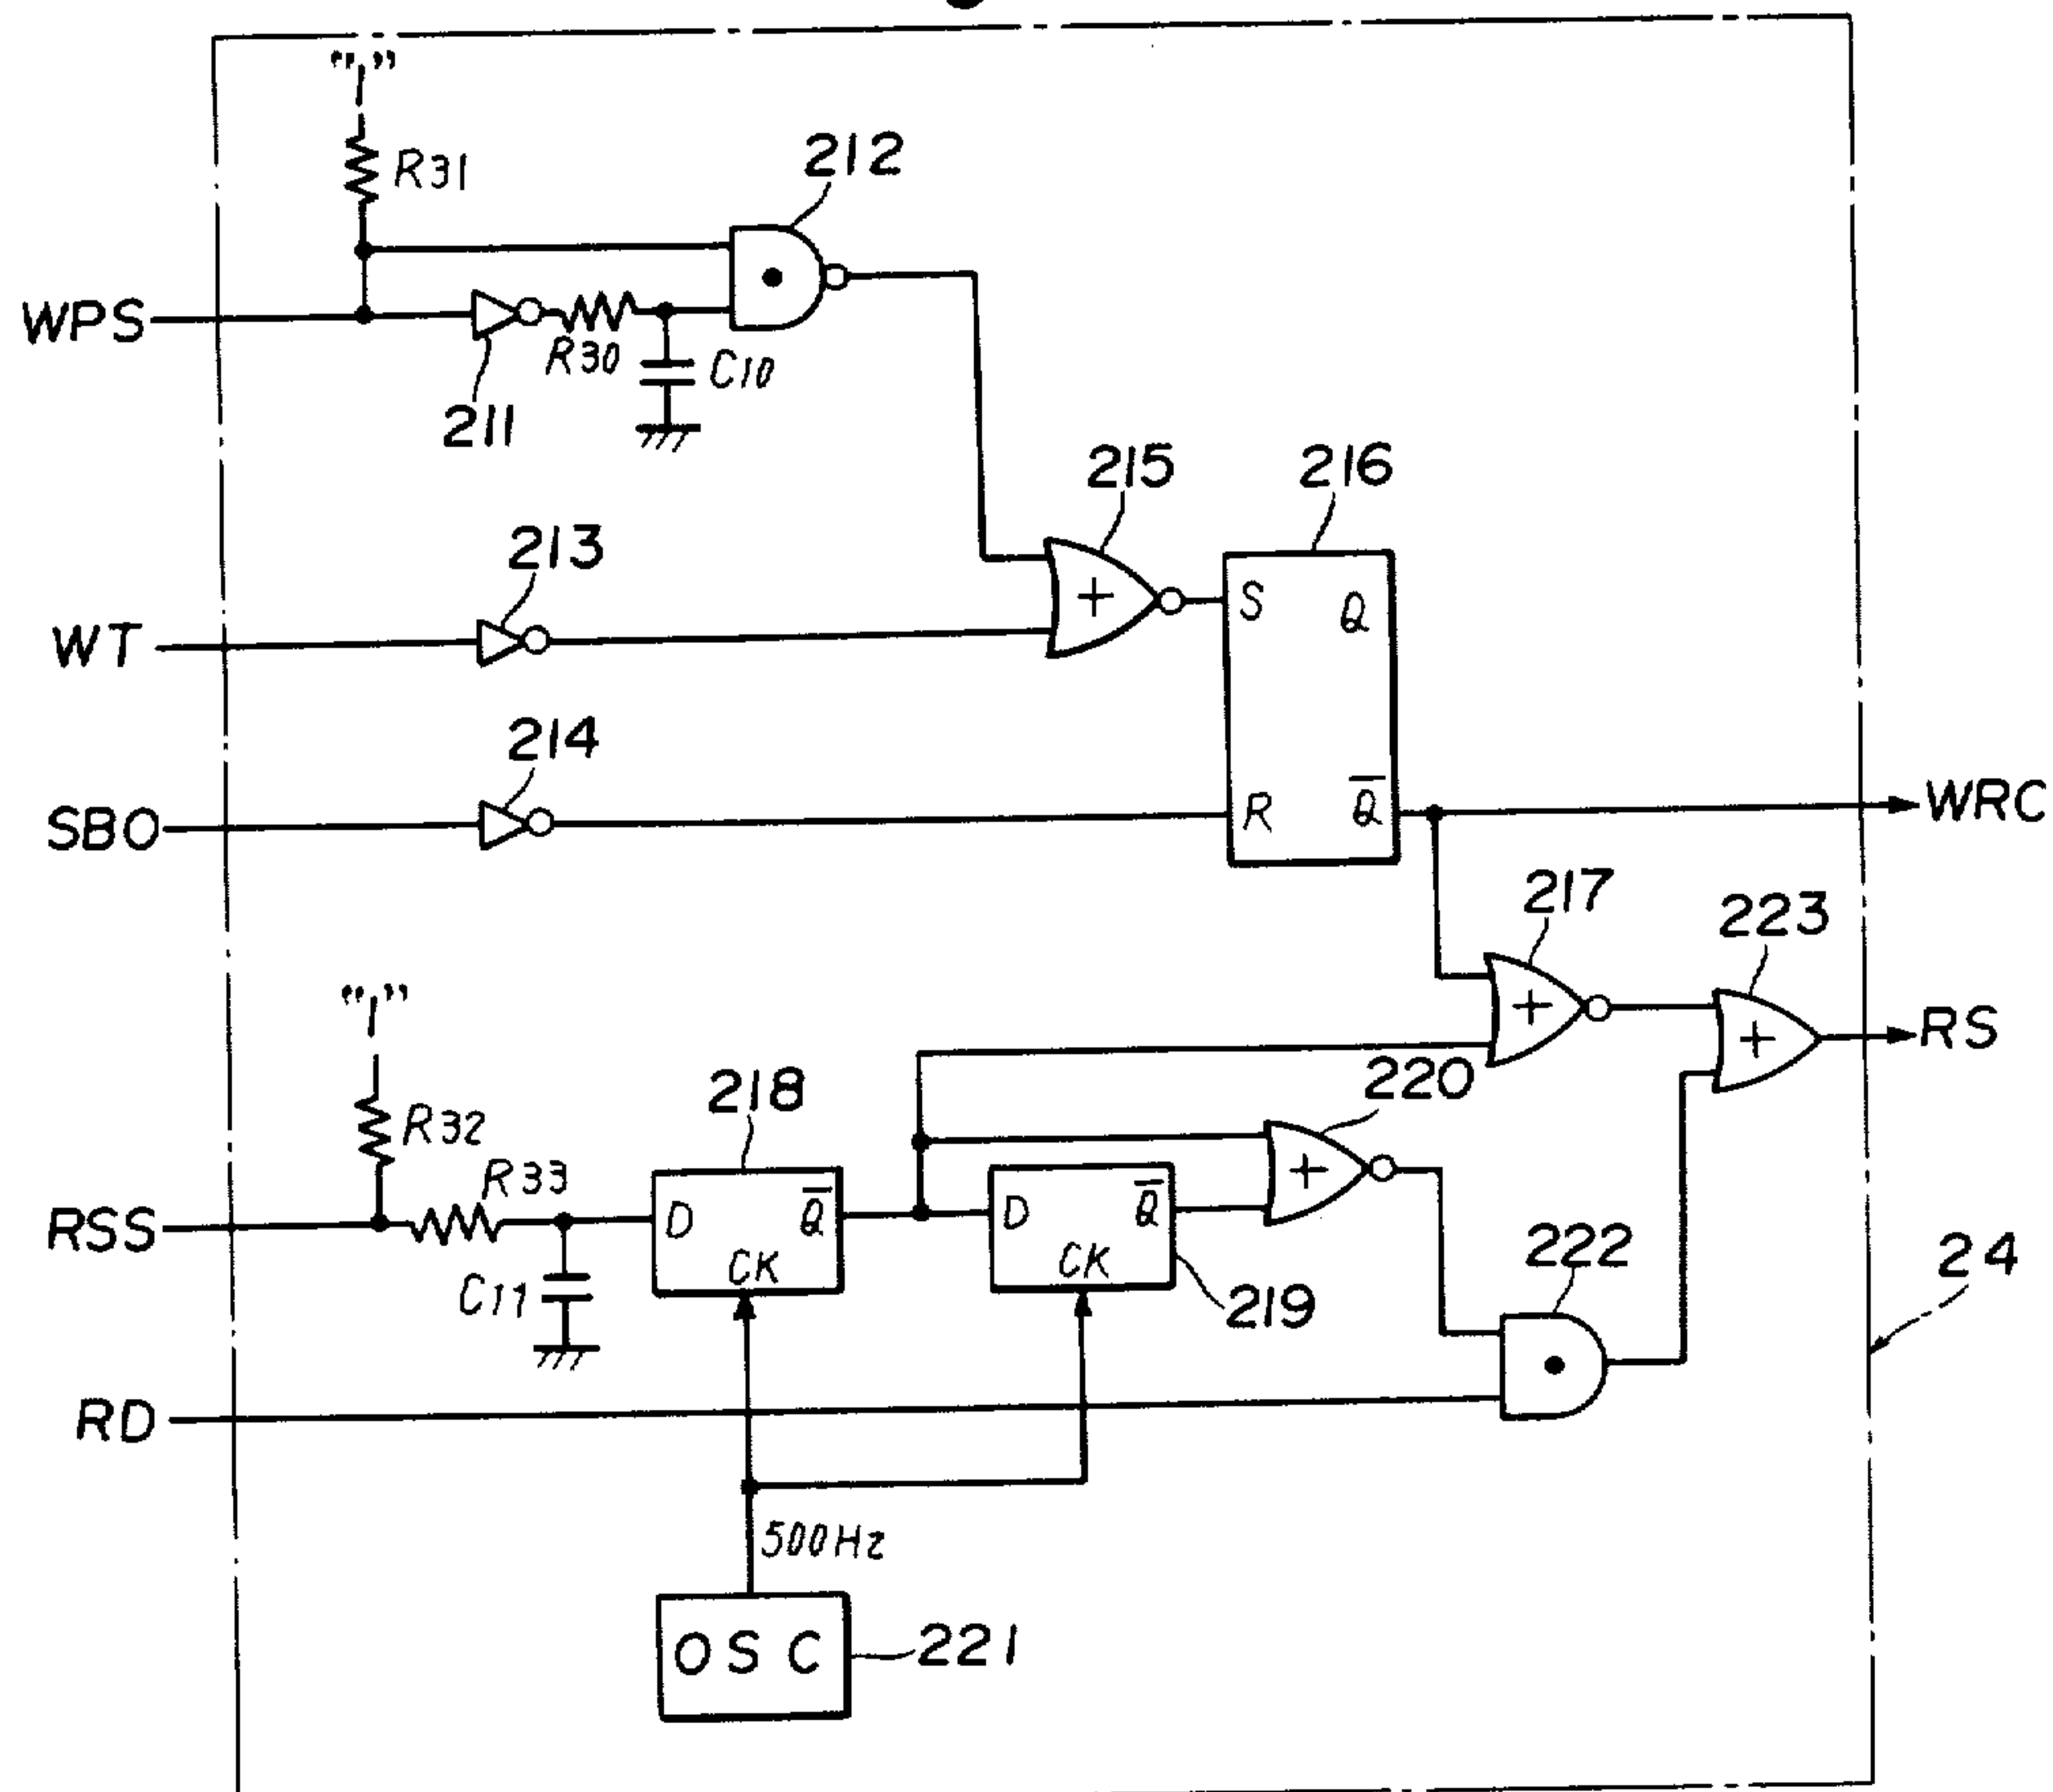 "1"
R31
212
WPS
R30
C10
211
215
216
213
S
Q
WT
214
SBO
R
Q̅
WRC
217
223
"1"
RS
220
218
R32
R33
RSS
D
Q̅
D
Q̅
CK
CK
222
24
C11
219
RD
500Hz
OSC
221